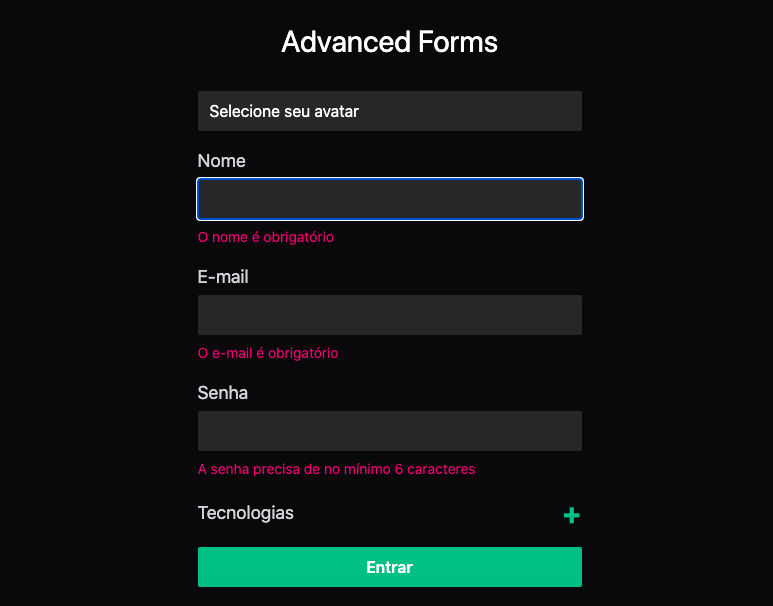 Advanced Forms
Selecione seu avatar
Nome
O nome é obrigatório
E-mail
O e-mail é obrigatório
Senha
A senha precisa de no mínimo 6 caracteres
Tecnologias +
Entrar